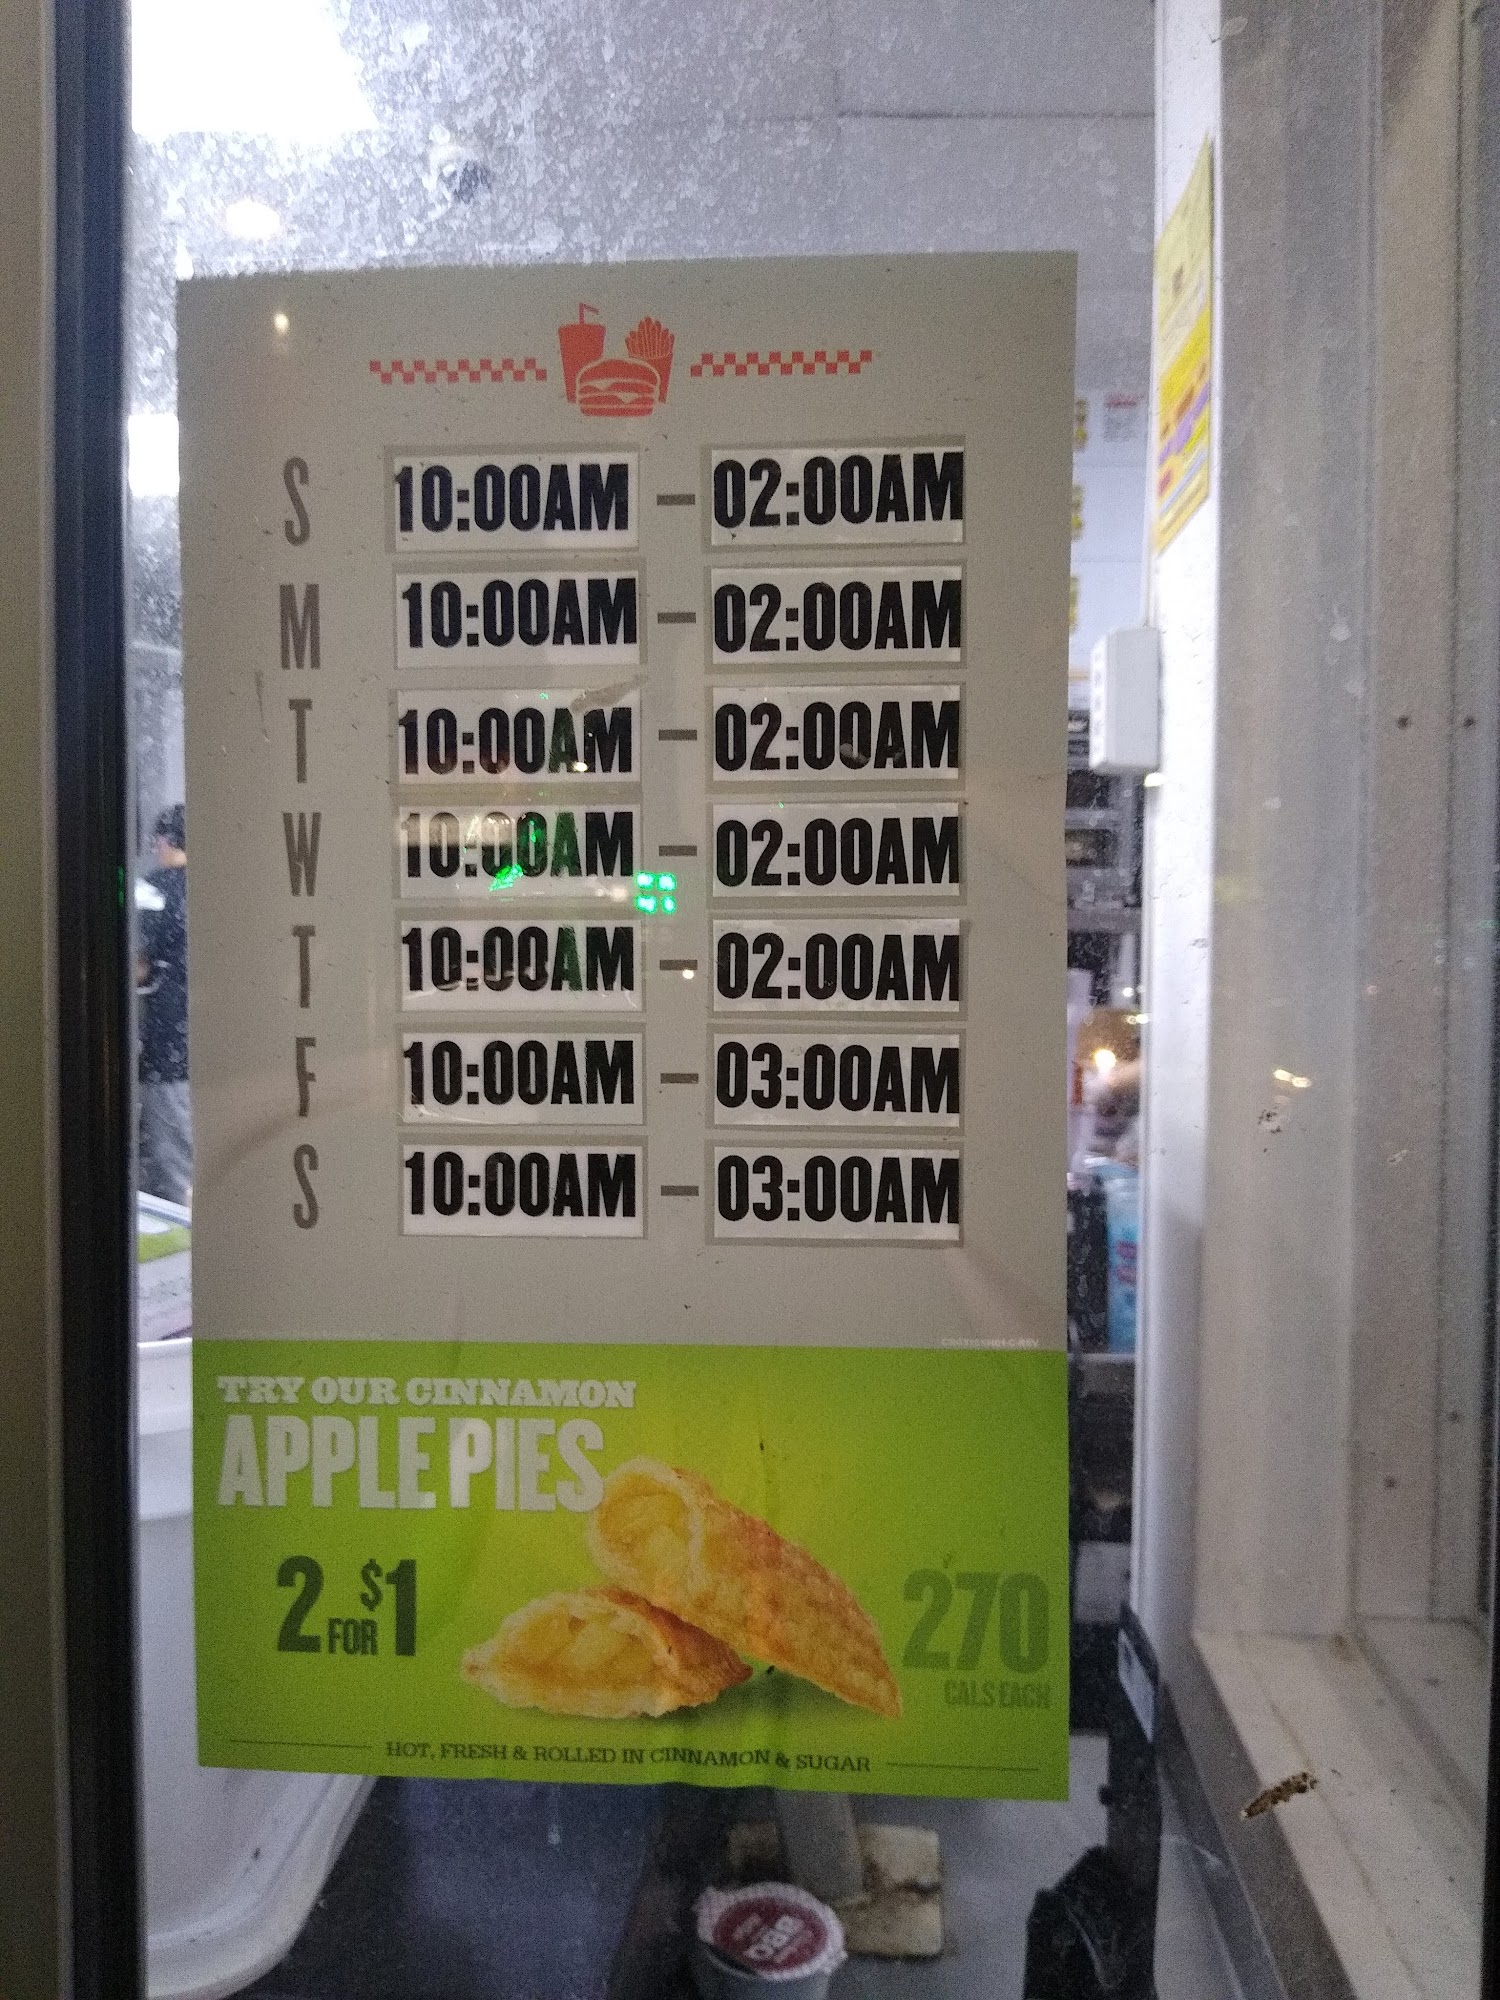 S 10:00AM – 02:00AM
M 10:00AM – 02:00AM
T 10:00AM – 02:00AM
W 10:00AM – 02:00AM
T 10:00AM – 02:00AM
F 10:00AM – 03:00AM
S 10:00AM – 03:00AM
TRY OUR CINNAMON
APPLE PIES
2 FOR $1
270
CALS EACH
HOT, FRESH & ROLLED IN CINNAMON & SUGAR
BBQ